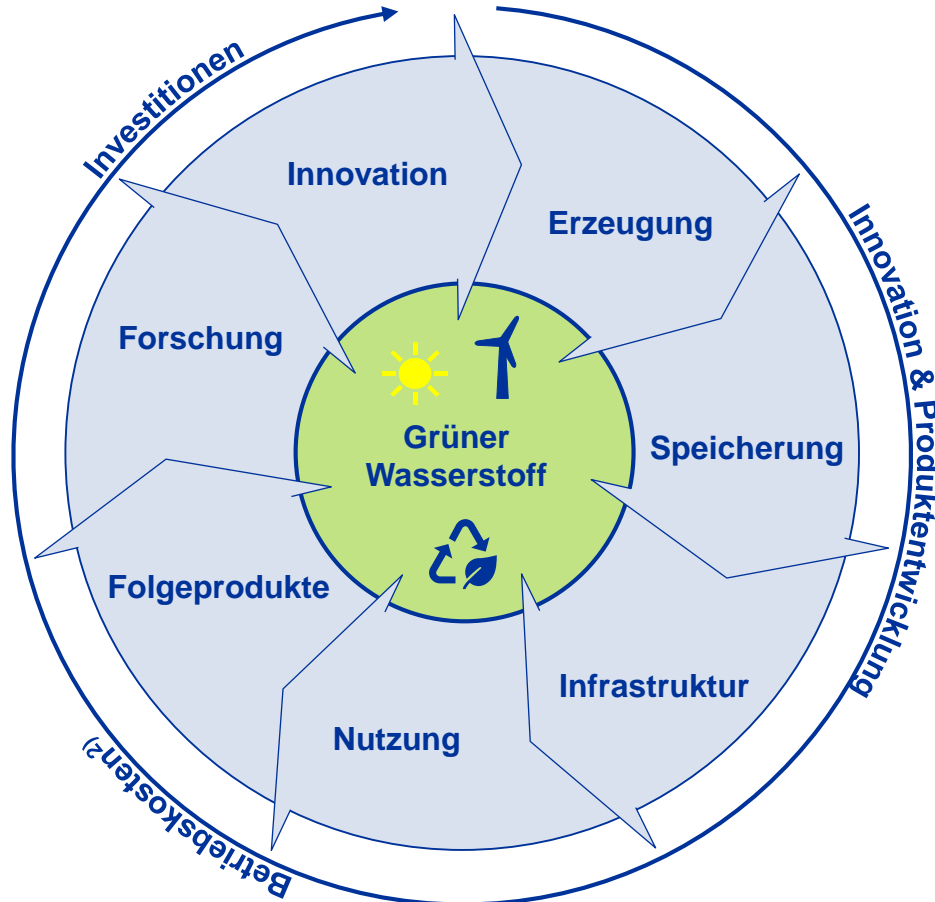 Investitionen
Innovation
Erzeugung
Innovation & Produktentwicklung
Forschung
Grüner
Wasserstoff
Speicherung
Folgeprodukte
Infrastruktur
Nutzung
Betriebskosten²⁾